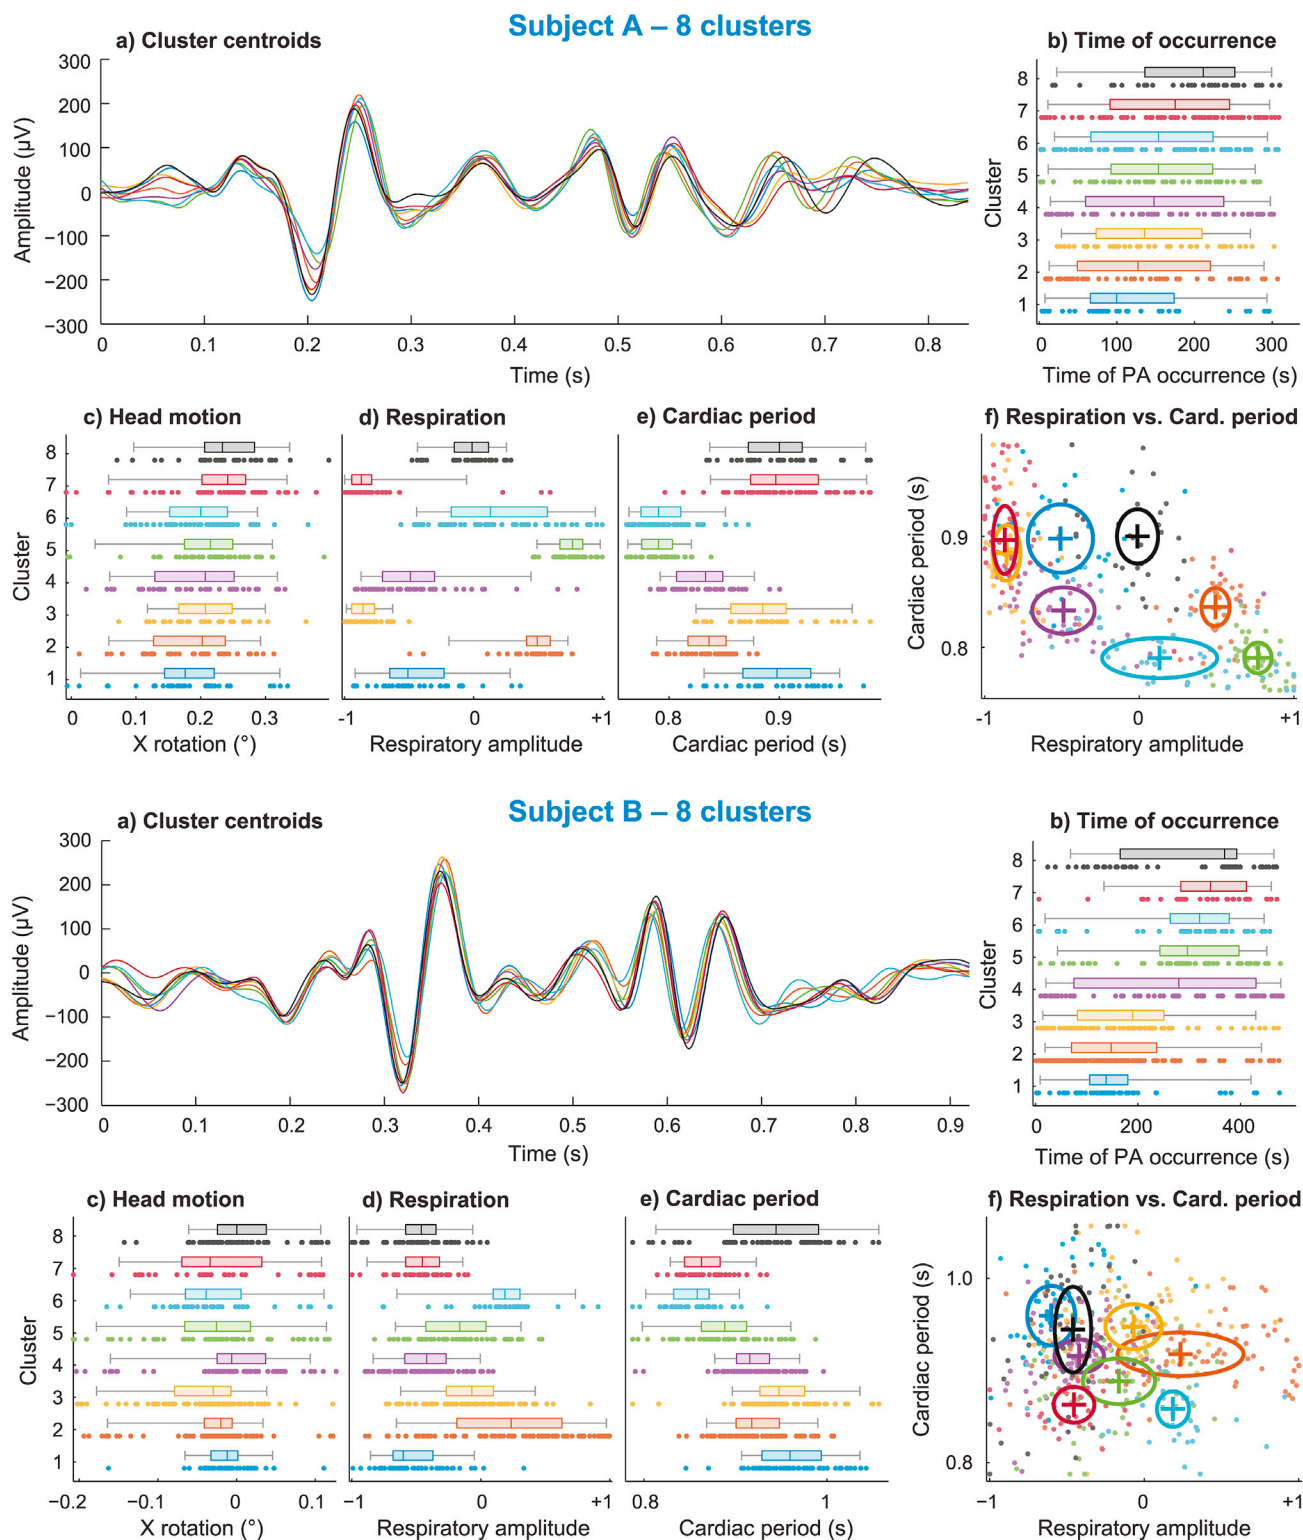 Subject A – 8 clusters
a) Cluster centroids
b) Time of occurrence
300
200
100
0
−100
−200
−300
Amplitude (µV)
0 0.1 0.2 0.3 0.4 0.5 0.6 0.7 0.8
Time (s)
8
7
6
5
4
3
2
1
Cluster
0 100 200 300
Time of PA occurrence (s)
c) Head motion
d) Respiration
e) Cardiac period
f) Respiration vs. Card. period
8
7
6
5
4
3
2
1
Cluster
0 0.1 0.2 0.3
X rotation (°)
-1 0 +1
Respiratory amplitude
0.8 0.9
Cardiac period (s)
0.9
0.8
Cardiac period (s)
-1 0 +1
Respiratory amplitude
Subject B – 8 clusters
a) Cluster centroids
b) Time of occurrence
300
200
100
0
−100
−200
−300
Amplitude (µV)
0 0.1 0.2 0.3 0.4 0.5 0.6 0.7 0.8 0.9
Time (s)
8
7
6
5
4
3
2
1
Cluster
0 200 400
Time of PA occurrence (s)
c) Head motion
d) Respiration
e) Cardiac period
f) Respiration vs. Card. period
8
7
6
5
4
3
2
1
Cluster
−0.2 −0.1 0 0.1
X rotation (°)
−1 0 +1
Respiratory amplitude
0.8 1
Cardiac period (s)
1.0
0.8
Cardiac period (s)
−1 0 +1
Respiratory amplitude